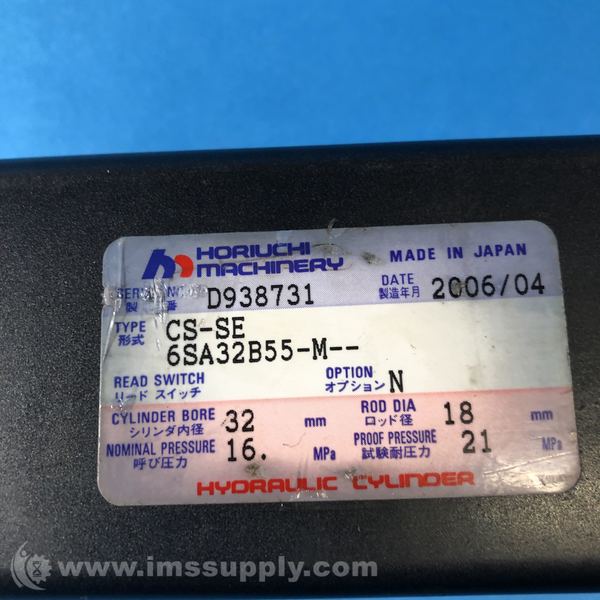 HORIUCHI
MACHINERY
MADE IN JAPAN
SERIAL NO. D938731
DATE 2006/04
製造年月
TYPE CS-SE
形式 6SA32B55-M--
READ SWITCH
リード スイッチ
OPTION N
オプション
CYLINDER BORE 32 mm
シリンダ内径
ROD DIA 18 mm
ロッド径
NOMINAL PRESSURE 16. MPa
呼び圧力
PROOF PRESSURE 21 MPa
試験耐圧力
HYDRAULIC CYLINDER
www.imssupply.com